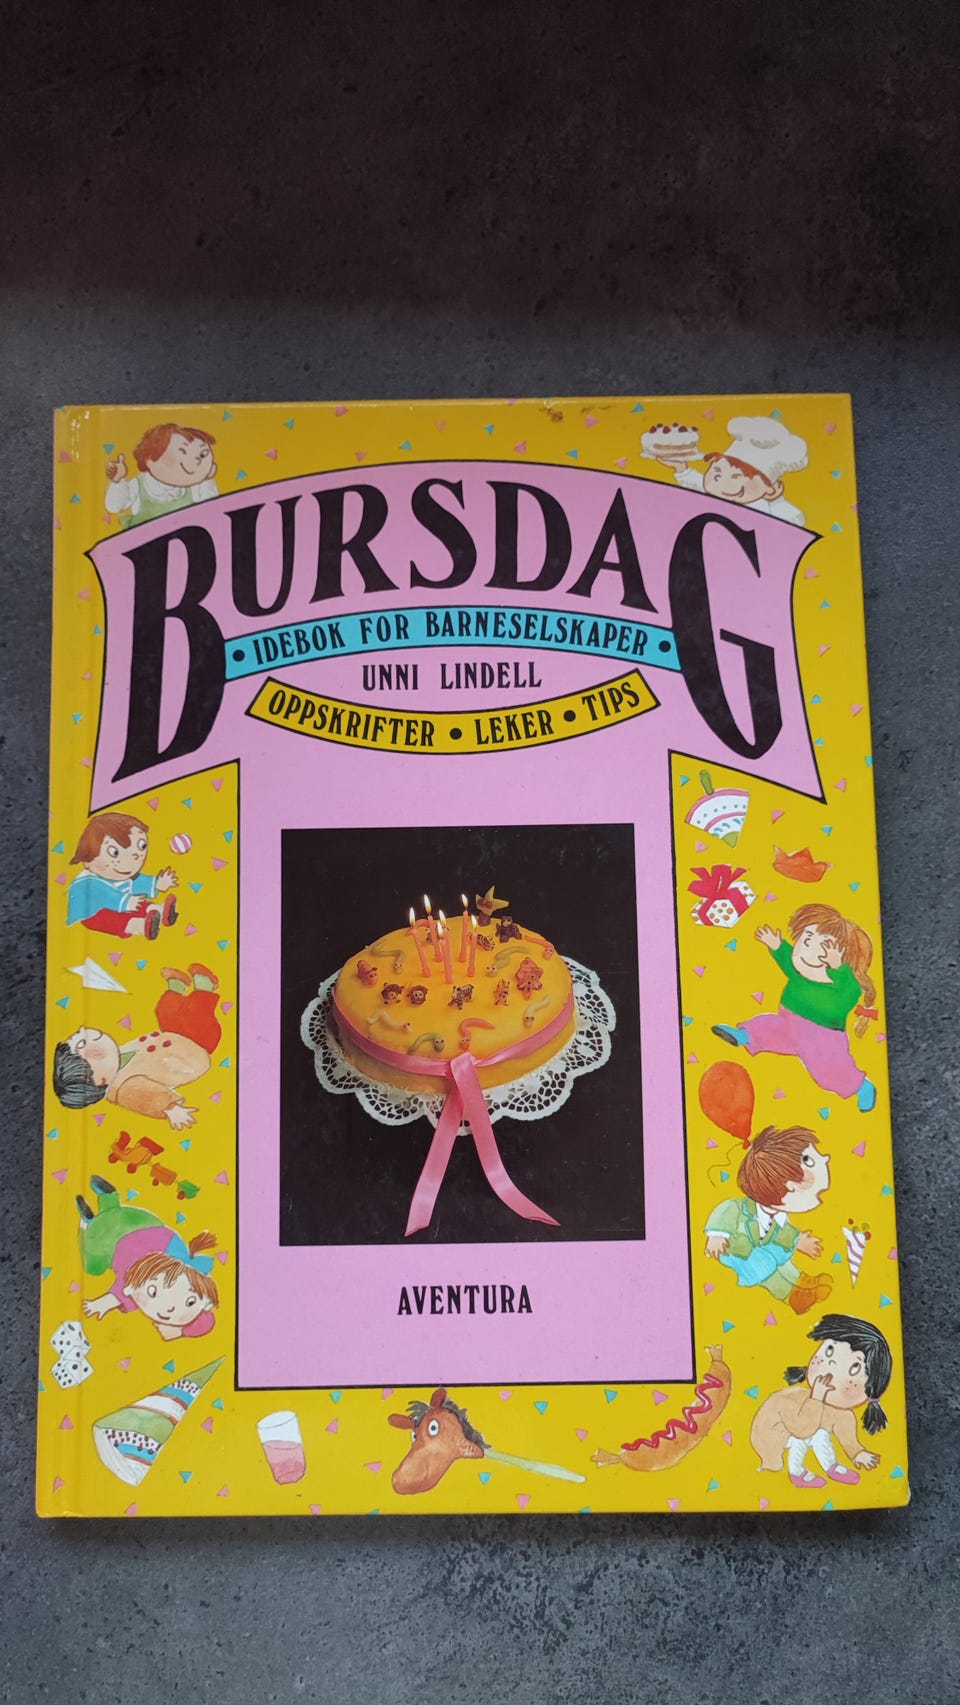 BURSDAG
• IDEBOK FOR BARNESELSKAPER •
UNNI LINDELL
OPPSKRIFTER • LEKER • TIPS
AVENTURA